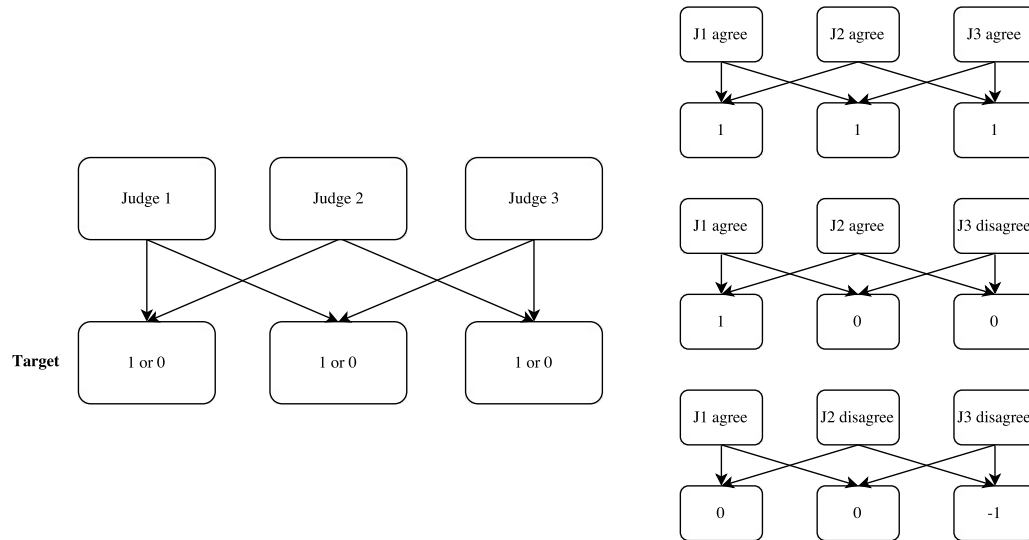 Judge 1
Judge 2
Judge 3
Target
1 or 0
1 or 0
1 or 0
J1 agree
J2 agree
J3 agree
1
1
1
J1 agree
J2 agree
J3 disagree
1
0
0
J1 agree
J2 disagree
J3 disagree
0
0
-1